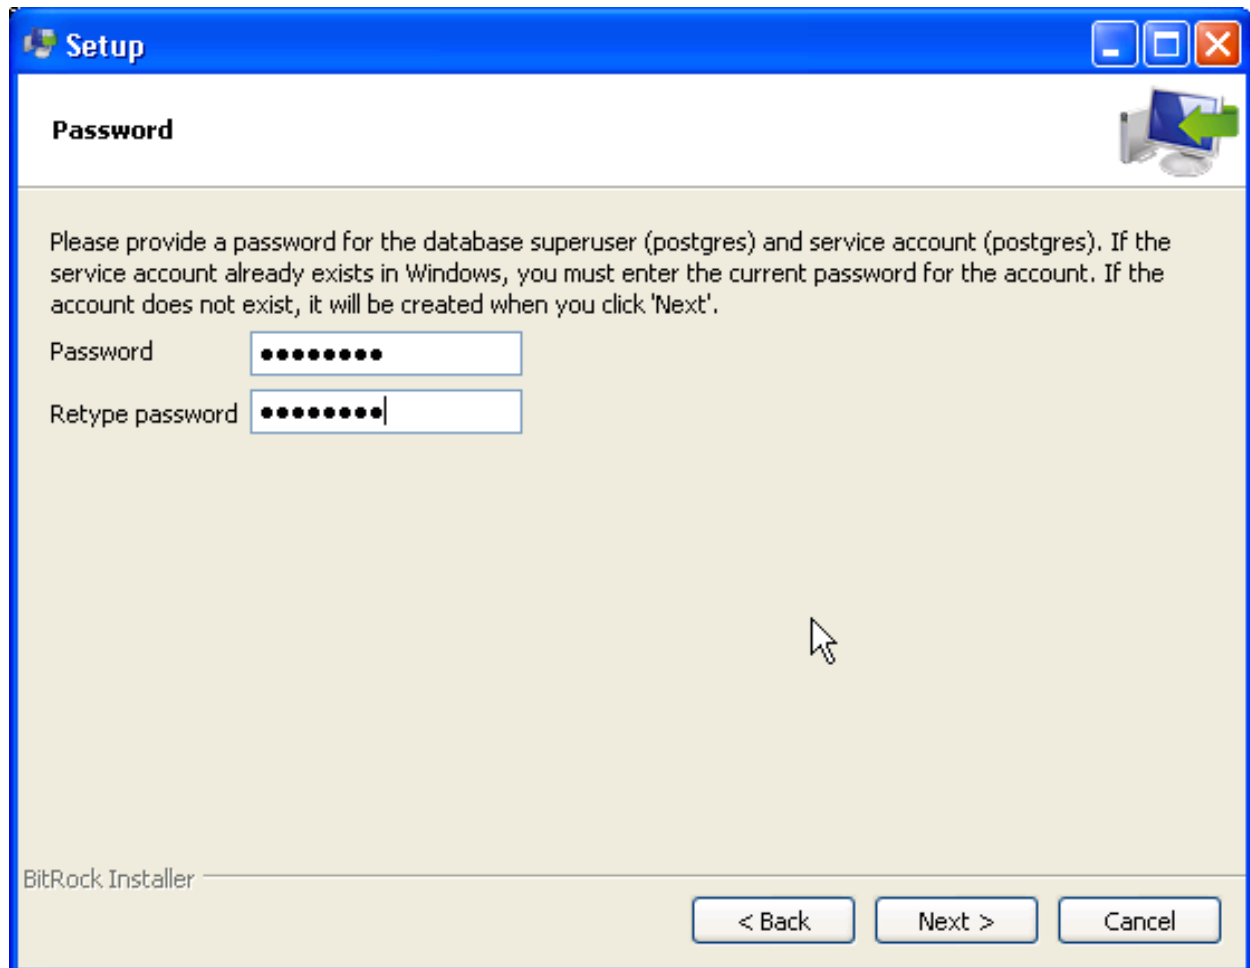 Setup
Password
Please provide a password for the database superuser (postgres) and service account (postgres). If the
service account already exists in Windows, you must enter the current password for the account. If the
account does not exist, it will be created when you click 'Next'.
Password ●●●●●●●●
Retype password ●●●●●●●●
BitRock Installer
< Back Next > Cancel